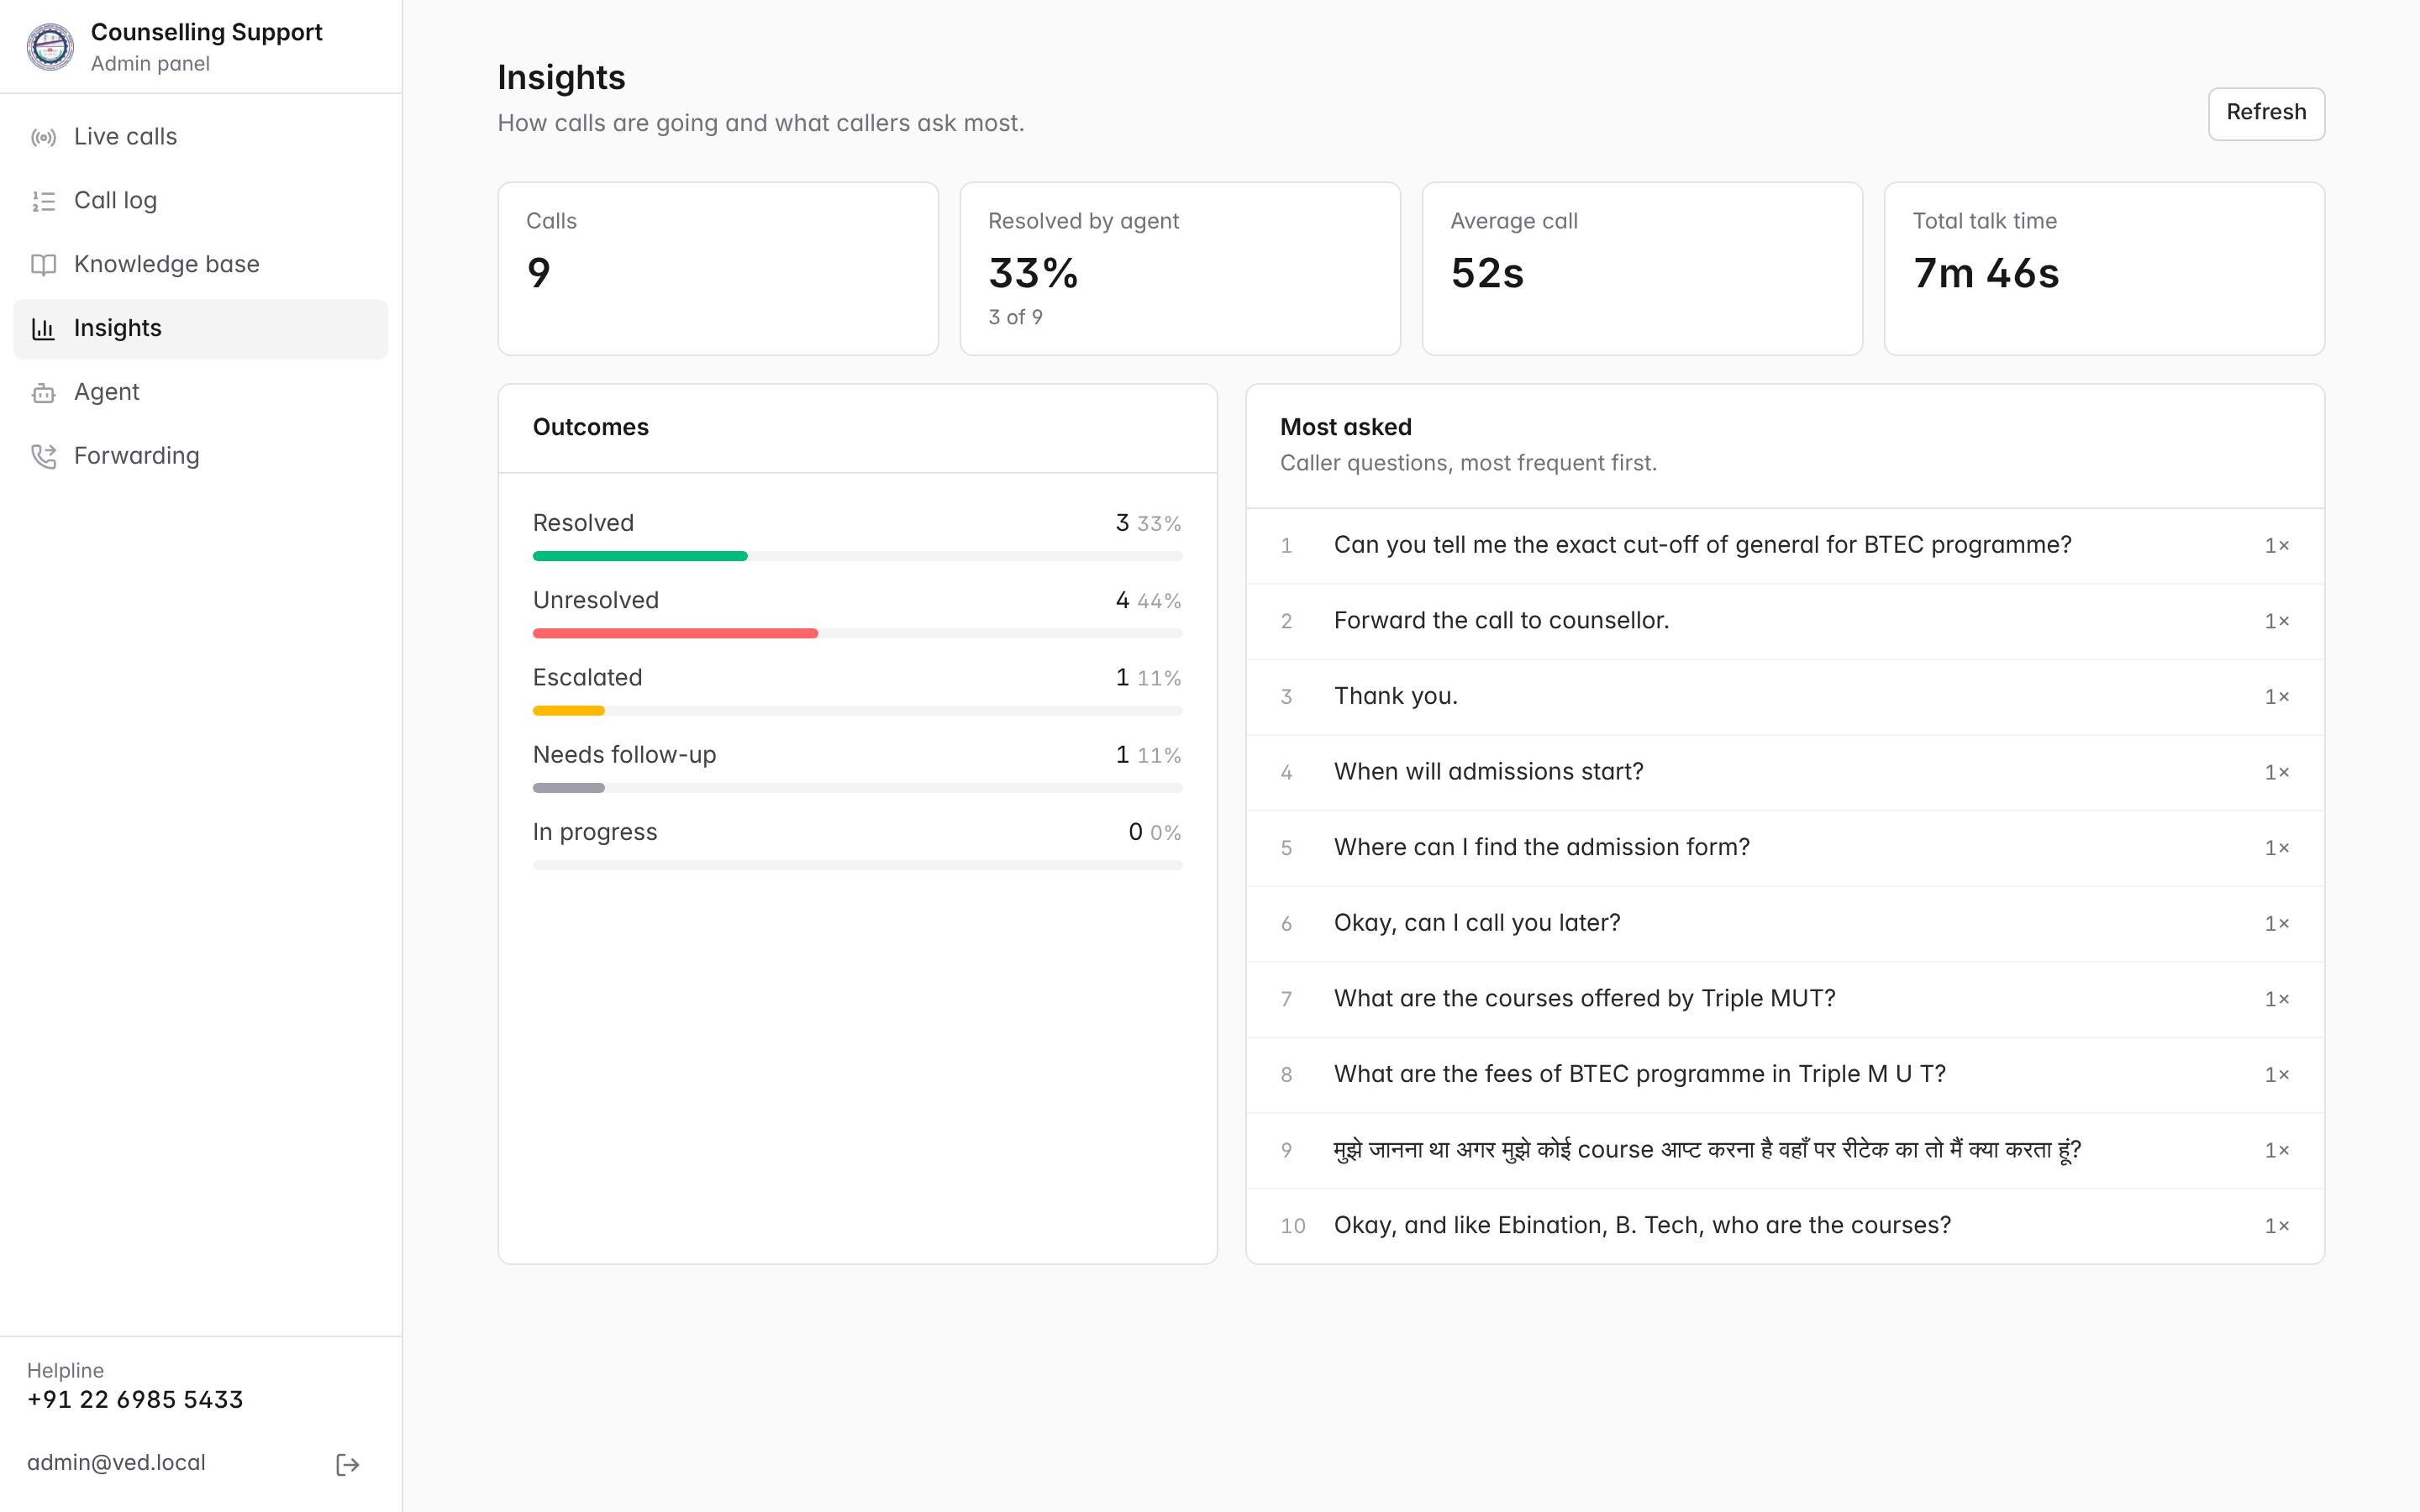 Counselling Support
Admin panel
Live calls
Call log
Knowledge base
Insights
Agent
Forwarding
Helpline
+91 22 6985 5433
admin@ved.local
Insights
How calls are going and what callers ask most.
Refresh
Calls
9
Resolved by agent
33%
3 of 9
Average call
52s
Total talk time
7m 46s
Outcomes
Resolved 3 33%
Unresolved 4 44%
Escalated 1 11%
Needs follow-up 1 11%
In progress 0 0%
Most asked
Caller questions, most frequent first.
1 Can you tell me the exact cut-off of general for BTEC programme? 1×
2 Forward the call to counsellor. 1×
3 Thank you. 1×
4 When will admissions start? 1×
5 Where can I find the admission form? 1×
6 Okay, can I call you later? 1×
7 What are the courses offered by Triple MUT? 1×
8 What are the fees of BTEC programme in Triple M U T? 1×
9 मुझे जानना था अगर मुझे कोई course आप्ट करना है वहाँ पर रीटेक का तो मैं क्या करता हूं? 1×
10 Okay, and like Ebination, B. Tech, who are the courses? 1×